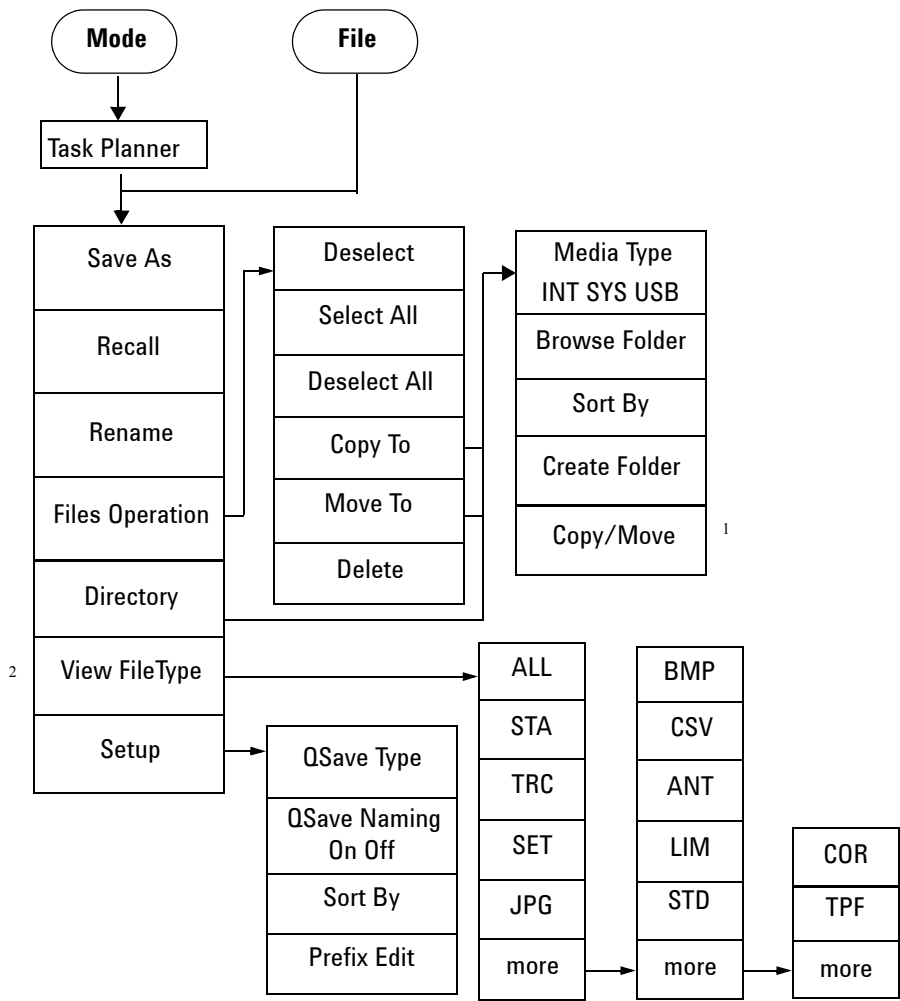 Mode
File
Task Planner
Save As
Recall
Rename
Files Operation
Directory
2
View FileType
Setup
Deselect
Select All
Deselect All
Copy To
Move To
Delete
Media Type
INT SYS USB
Browse Folder
Sort By
Create Folder
Copy/Move
1
QSave Type
QSave Naming
On Off
Sort By
Prefix Edit
ALL
STA
TRC
SET
JPG
more
BMP
CSV
ANT
LIM
STD
more
COR
TPF
more